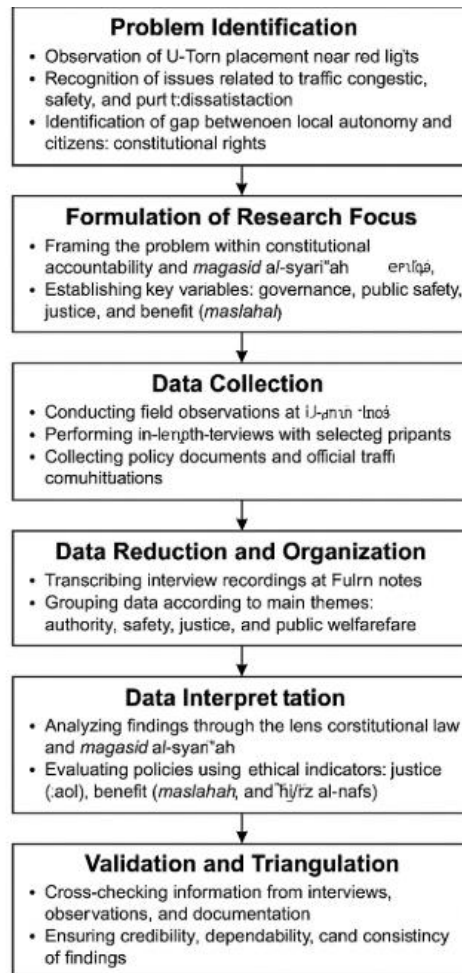 Problem Identification
• Observation of U-Torn placement near red lig'ts
• Recognition of issues related to traffic congestic,
safety, and purt t:dissatistaction
• Identification of gap betwenoen local autonomy and
citizens: constitutional rights
Formulation of Research Focus
• Framing the problem within constitutional
accountability and magasid al-syari"ah
• Establishing key variables: governance, public safety,
justice, and benefit (maslahal)
Data Collection
• Conducting field observations at
• Performing in-lenpth-terviews with selected pripants
• Collecting policy documents and official traffi
comuhittuations
Data Reduction and Organization
• Transcribing interview recordings at Fulrn notes
• Grouping data according to main themes:
authority, safety, justice, and public welfarefare
Data Interpret tation
• Analyzing findings through the lens corstitutional law
and magasid al-syari"ah
• Evaluating policies using ethical indicators: justice
(:aol), benefit (maslahah, and al-nafs)
Validation and Triangulation
• Cross-checking information from interviews,
observations, and documentation
• Ensuring credibility, dependability, cand consistincy
of findings